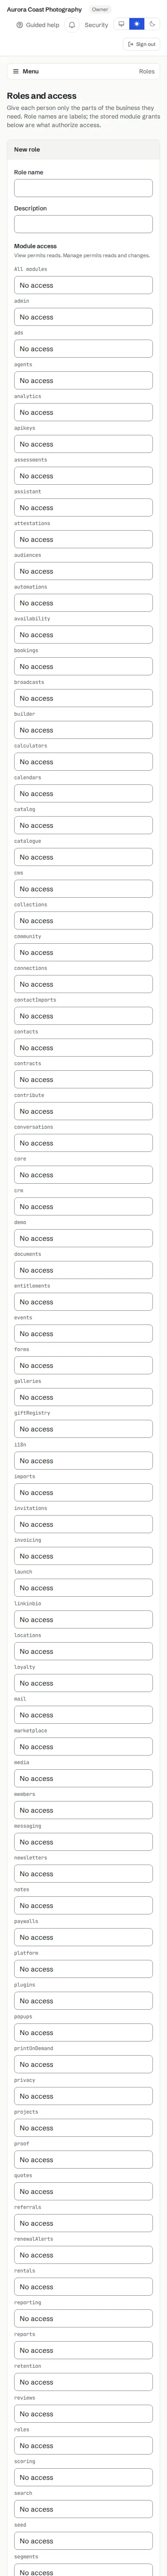 Aurora Coast Photography Owner
Guided help Security
Sign out
Menu Roles
Roles and access
Give each person only the parts of the business they
need. Role names are labels; the stored module grants
below are what authorize access.
New role
Role name
Description
Module access
View permits reads. Manage permits reads and changes.
All modules
No access
admin
No access
ads
No access
agents
No access
analytics
No access
apikeys
No access
assessments
No access
assistant
No access
attestations
No access
audiences
No access
automations
No access
availability
No access
bookings
No access
broadcasts
No access
builder
No access
calculators
No access
calendars
No access
catalog
No access
catalogue
No access
cms
No access
collections
No access
community
No access
connections
No access
contactImports
No access
contacts
No access
contracts
No access
contribute
No access
conversations
No access
core
No access
crm
No access
demo
No access
documents
No access
entitlements
No access
events
No access
forms
No access
galleries
No access
giftRegistry
No access
i18n
No access
imports
No access
invitations
No access
invoicing
No access
launch
No access
linkinbio
No access
locations
No access
loyalty
No access
mail
No access
marketplace
No access
media
No access
members
No access
messaging
No access
newsletters
No access
notes
No access
paywalls
No access
platform
No access
plugins
No access
popups
No access
printOnDemand
No access
privacy
No access
projects
No access
proof
No access
quotes
No access
referrals
No access
renewalAlerts
No access
rentals
No access
reporting
No access
reports
No access
retention
No access
reviews
No access
roles
No access
scoring
No access
search
No access
seed
No access
segments
No access